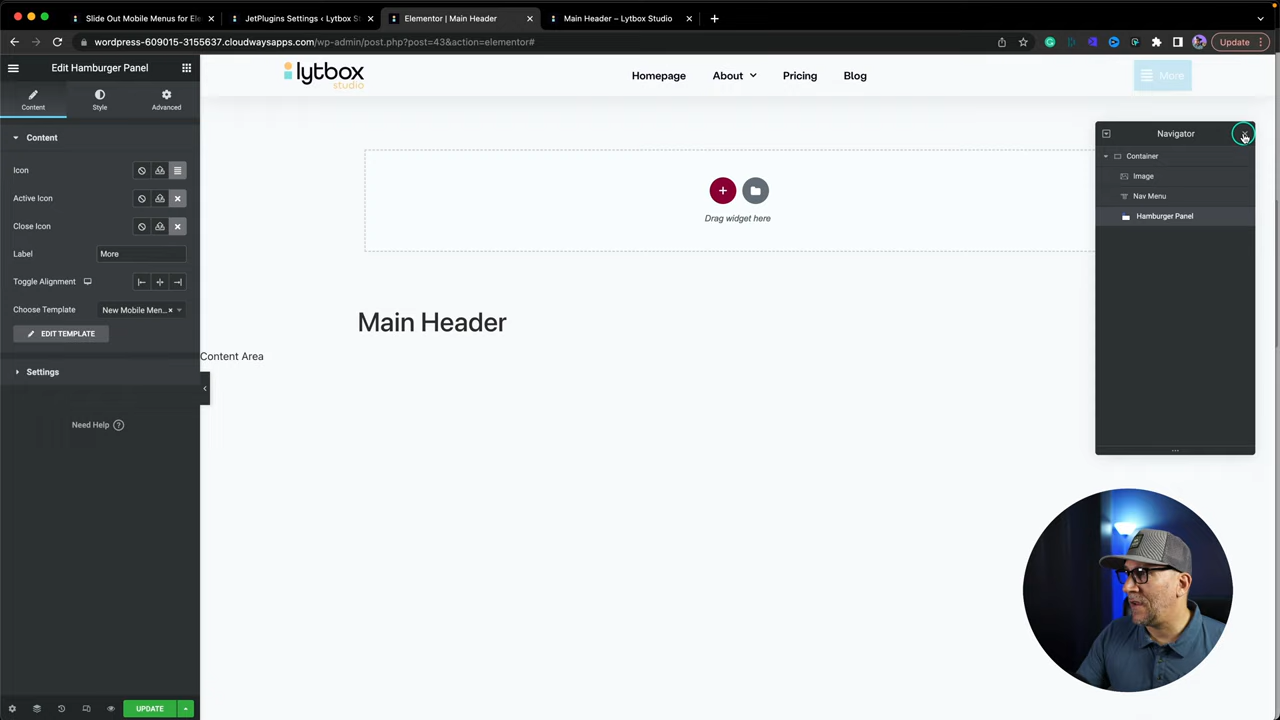 Slide Out Mobile Menus for El
JetPlugins Settings ‹ Lytbox S
Elementor | Main Header
Main Header – Lytbox Studio
wordpress-609015-3155637.cloudwaysapps.com/wp-admin/post.php?post=43&action=elementor#
Update
Edit Hamburger Panel
Content
Style
Advanced
Content
Icon
Active Icon
Close Icon
Label
More
Toggle Alignment
Choose Template
New Mobile Men...
EDIT TEMPLATE
Settings
Need Help
UPDATE
lytbox
studio
Homepage
About
Pricing
Blog
More
Drag widget here
Main Header
Content Area
Navigator
Container
Image
Nav Menu
Hamburger Panel